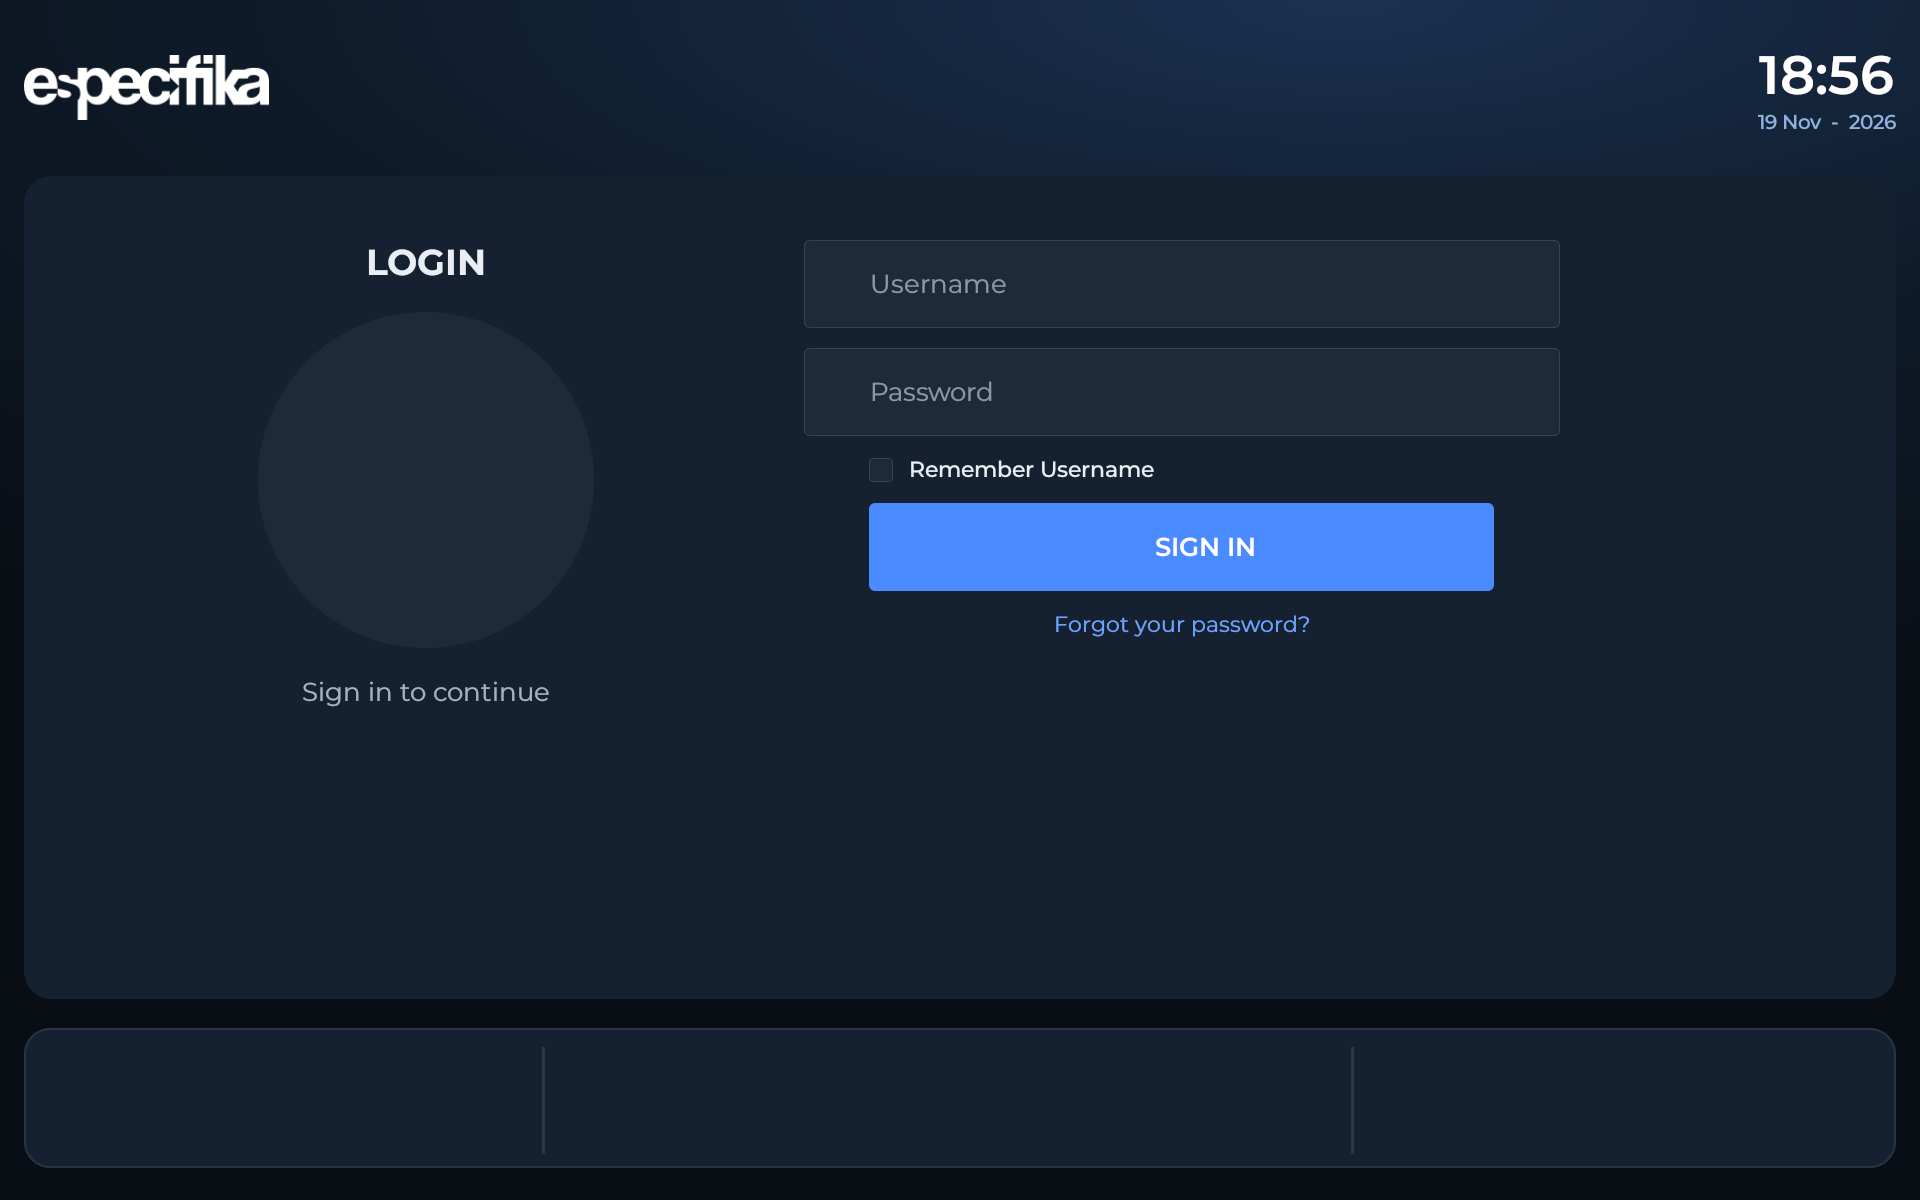 especifika
18:56
19 Nov - 2026
LOGIN
Sign in to continue
Username
Password
Remember Username
SIGN IN
Forgot your password?